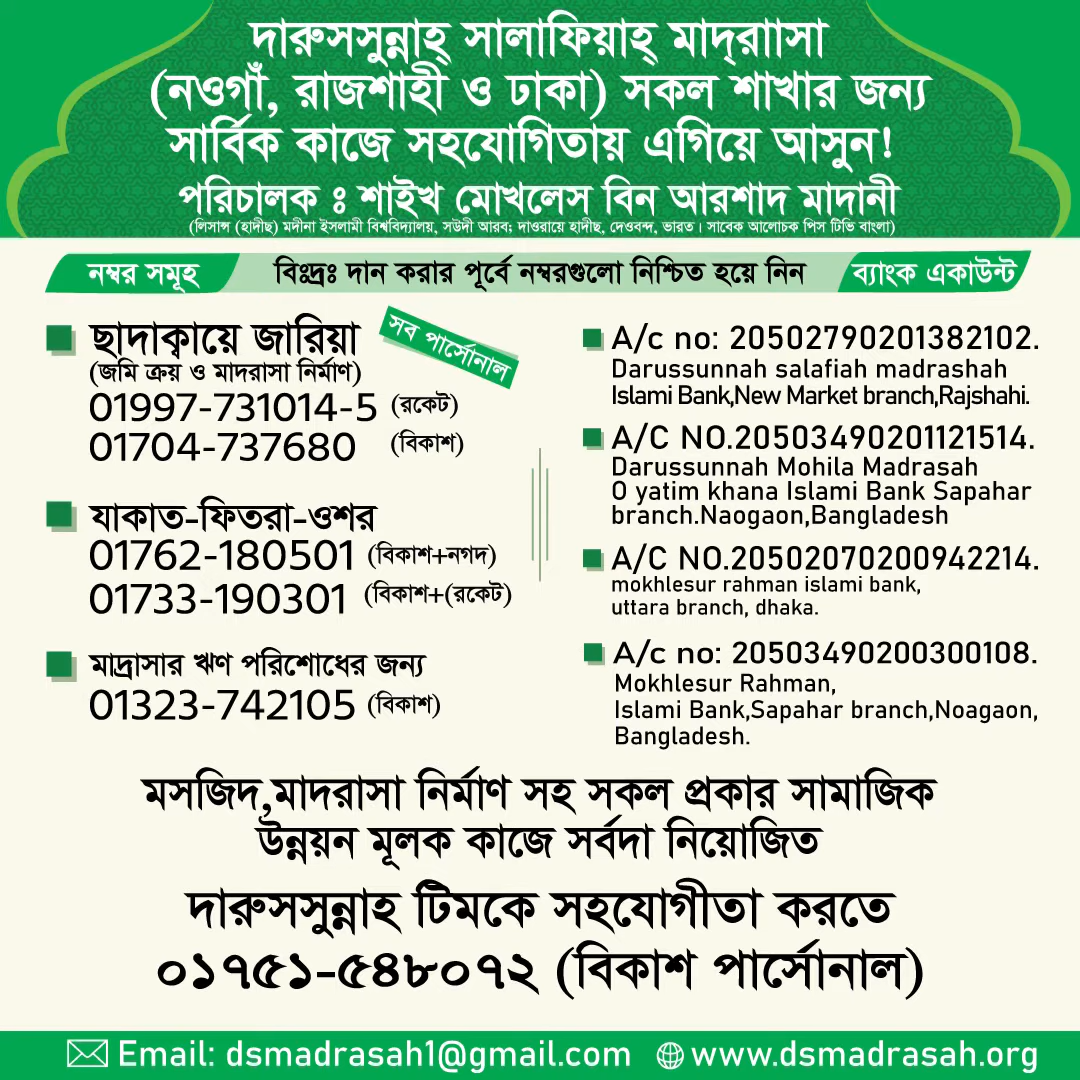 দারুসসুন্নাহ্ সালাফিয়াহ্ মাদ্রাাসা
(নওগাঁ, রাজশাহী ও ঢাকা) সকল শাখার জন্য
সার্বিক কাজে সহযোগিতায় এগিয়ে আসুন!
পরিচালক ঃ শাইখ মোখলেস বিন আরশাদ মাদানী
(লিসান্স (হাদীছ) মদীনা ইসলামী বিশ্ববিদ্যালয়, সউদী আরব; দাওরায়ে হাদীছ, দেওবন্দ, ভারত। সাবেক আলোচক পিস টিভি বাংলা)
নম্বর সমূহ
বিঃদ্রঃ দান করার পূর্বে নম্বরগুলো নিশ্চিত হয়ে নিন
ব্যাংক একাউন্ট
ছাদাক্বায়ে জারিয়া
সব পার্সোনাল
(জমি ক্রয় ও মাদরাসা নির্মাণ)
01997-731014-5 (রকেট)
01704-737680 (বিকাশ)
যাকাত-ফিতরা-ওশর
01762-180501 (বিকাশ+নগদ)
01733-190301 (বিকাশ+(রকেট)
মাদ্রাসার ঋণ পরিশোধের জন্য
01323-742105 (বিকাশ)
A/c no: 20502790201382102.
Darussunnah salafiah madrashah
Islami Bank,New Market branch,Rajshahi.
A/C NO.20503490201121514.
Darussunnah Mohila Madrasah
O yatim khana Islami Bank Sapahar
branch.Naogaon,Bangladesh
A/C NO.20502070200942214.
mokhlesur rahman islami bank,
uttara branch, dhaka.
A/c no: 20503490200300108.
Mokhlesur Rahman,
Islami Bank,Sapahar branch,Noagaon,
Bangladesh.
মসজিদ,মাদরাসা নির্মাণ সহ সকল প্রকার সামাজিক
উন্নয়ন মূলক কাজে সর্বদা নিয়োজিত
দারুসসুন্নাহ টিমকে সহযোগীতা করতে
০১৭৫১-৫৪৮০৭২ (বিকাশ পার্সোনাল)
Email: dsmadrasah1@gmail.com www.dsmadrasah.org